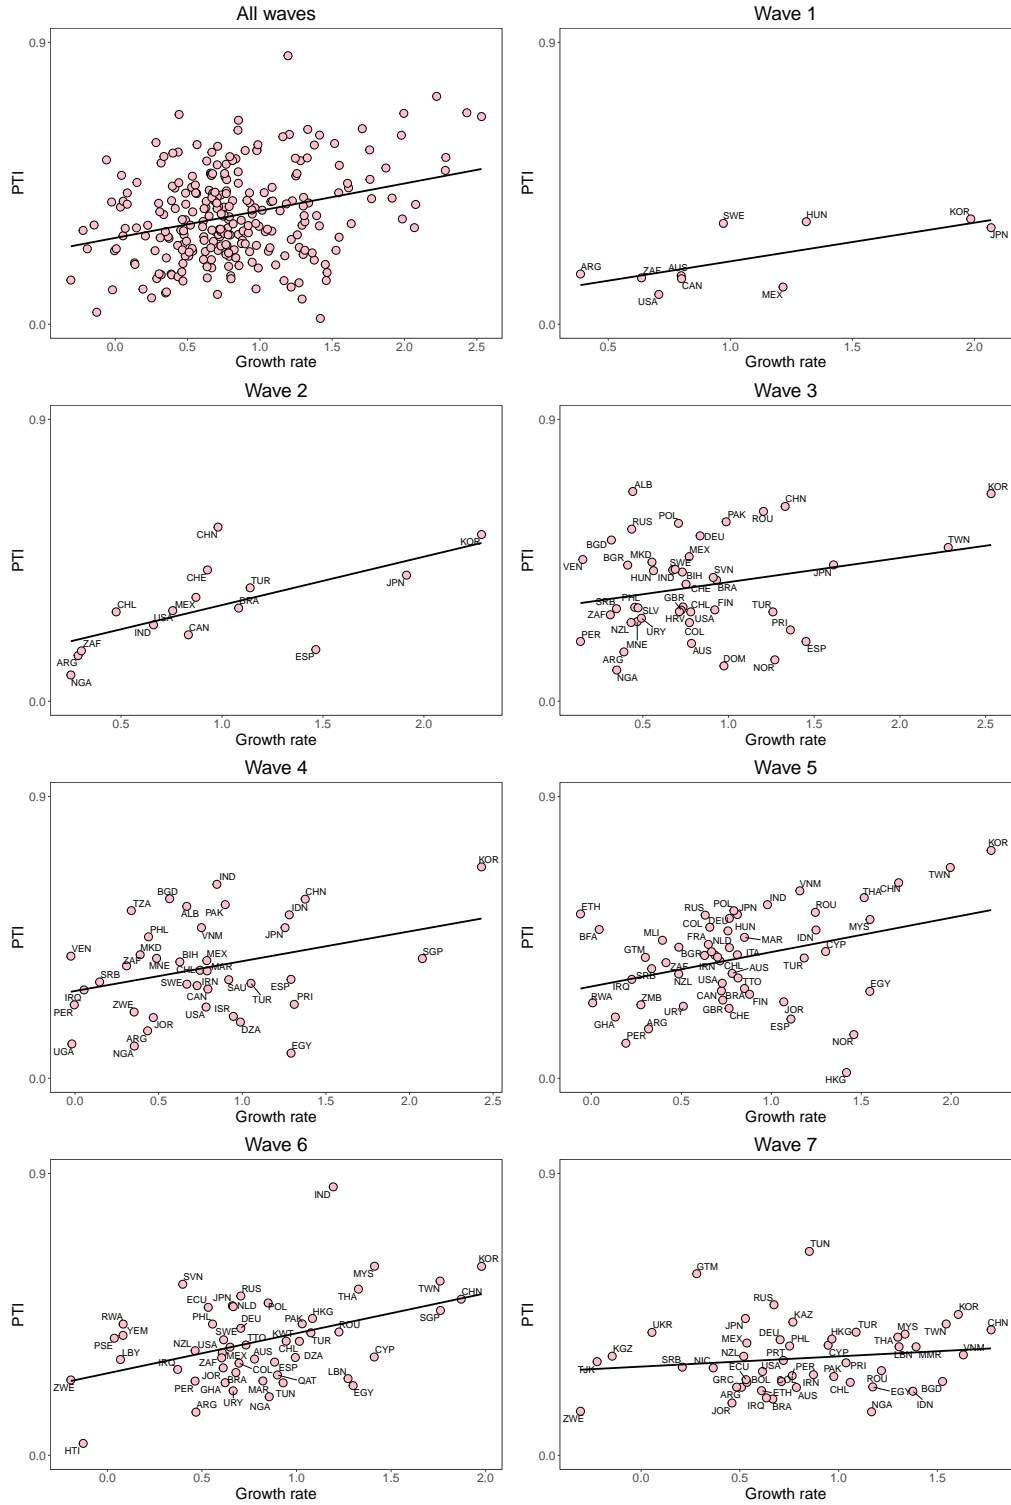 All waves
0.9
PTI
0.0
0.0 0.5 1.0 1.5 2.0 2.5
Growth rate
Wave 1
0.9
PTI
0.0
SWE HUN KOR
JPN
ARG ZAF AUS
CAN
USA MEX
0.5 1.0 1.5 2.0
Growth rate
Wave 2
0.9
PTI
0.0
CHN KOR
CHE JPN
TUR
CHL MEX BRA
USA
IND CAN
ZAF ESP
ARG
NGA
0.5 1.0 1.5 2.0
Growth rate
Wave 3
0.9
PTI
0.0
ALB KOR
CHN
RUS POL PAK ROU
BGD DEU TWN
VEN BGR MKD MEX JPN
HUN IND SWE BIH SVN
CHE BRA
SRB PHL GBR CHL FIN TUR
ZAF SLV HRV USA
NZL URY COL PRI
PER MNE AUS ESP
ARG DOM NOR
NGA
0.5 1.0 1.5 2.0 2.5
Growth rate
Wave 4
0.9
PTI
0.0
KOR
IND
BGD CHN
TZA ALB PAK IDN
PHL VNM JPN
VEN MKD SGP
ZAF MNE BIH MEX
SRB CHL MAR
IRQ SWE IRN SAU ESP
PER CAN TUR
ZWE USA PRI
JOR ISR
ARG DZA
UGA NGA EGY
0.0 0.5 1.0 1.5 2.0 2.5
Growth rate
Wave 5
0.9
PTI
0.0
KOR
TWN
VNM THA CHN
ETH RUS POL JPN IND ROU
BFA COL DEU MYS
MLI FRA HUN MAR IDN
GTM BGR NLD ITA CYP
ZAF IRN TUR
IRQ SRB NZL CHL AUS
USA TTO EGY
RWA ZMB CAN BRA FIN
URY GBR JOR
GHA ARG CHE ESP
PER NOR
HKG
0.0 0.5 1.0 1.5 2.0
Growth rate
Wave 6
0.9
PTI
0.0
IND
MYS KOR
SVN RUS TWN
JPN THA CHN
ECU NLD POL
RWA PHL DEU PAK HKG SGP
YEM SWE KWT ROU
PSE NZL USA TTO TUR
LBY MEX AUS CHL DZA CYP
IRQ ZAF COL ESP
ZWE JOR BRA QAT LBN
PER GHA MAR TUN EGY
URY NGA
ARG
HTI
0.0 0.5 1.0 1.5 2.0
Growth rate
Wave 7
0.9
PTI
0.0
TUN
GTM
RUS KOR
JPN KAZ TWN CHN
UKR DEU HKG TUR MYS
MEX PHL THA
KGZ NZL PRT CYP LBN MMR VNM
TJK SRB NIC ECU USA PER PRI
GRC BOL COL IRN ROU
ARG ETH AUS CHL EGY BGD
JOR IRQ BRA NGA IDN
ZWE
0.0 0.5 1.0 1.5
Growth rate